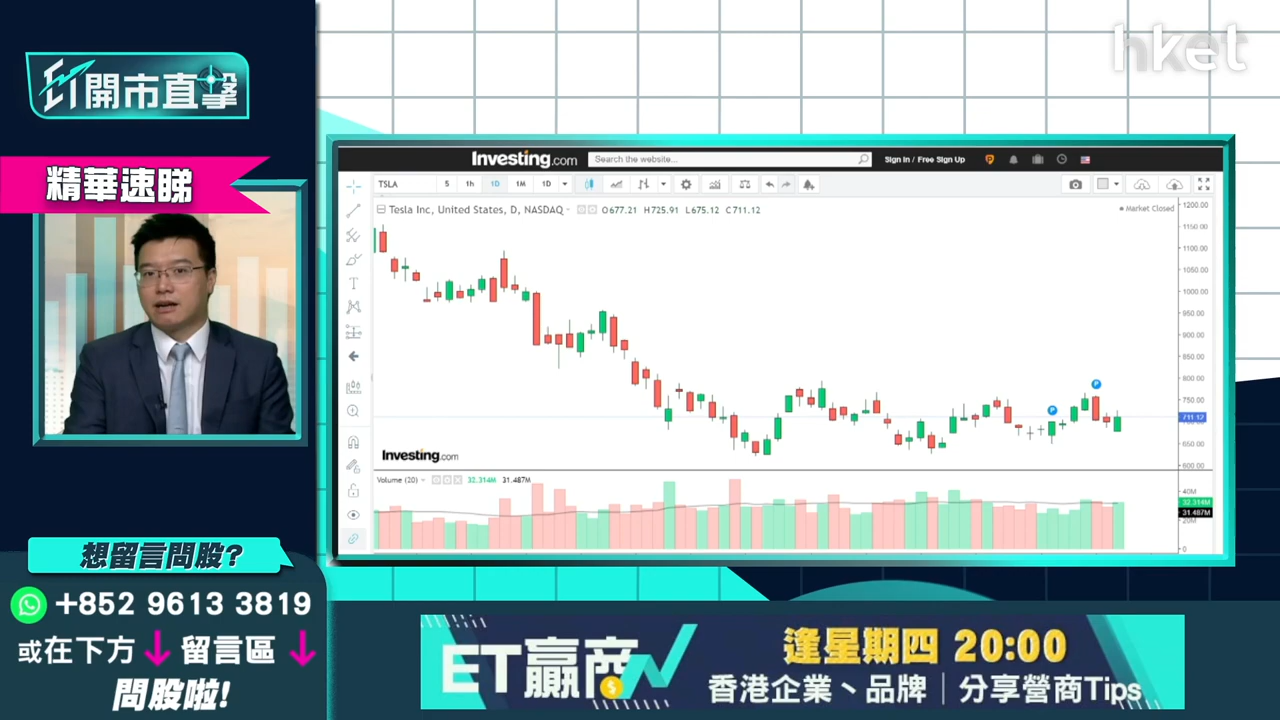 hket
ET開市直擊
精華速睇
Investing.com
Search the website...
Sign In / Free Sign Up
TSLA
5
1h
1D
1M
1D
Tesla Inc, United States, D, NASDAQ
O677.21 H725.91 L675.12 C711.12
Market Closed
1200.00
1150.00
1100.00
1050.00
1000.00
950.00
900.00
850.00
800.00
750.00
711.12
650.00
600.00
P
P
Investing.com
Volume (20)
32.314M
31.487M
40M
32.314M
31.487M
20M
0
想留言問股?
+852 9613 3819
或在下方 留言區
問股啦!
ET贏商
逢星期四 20:00
香港企業、品牌｜分享營商Tips